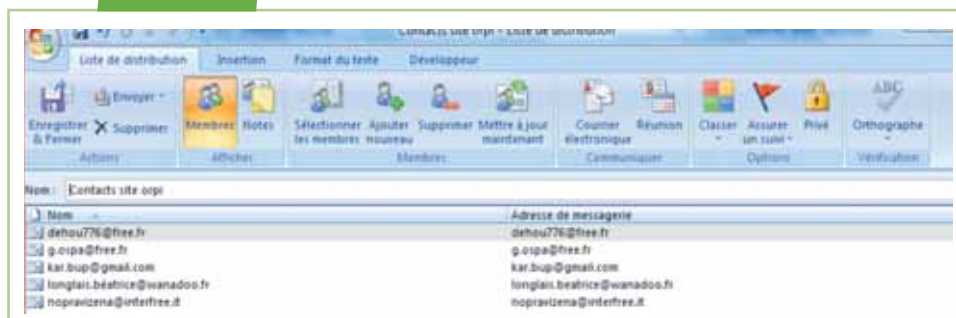 Contacts site orpi - Liste de distribution
Liste de distribution Insertion Format du texte Développeur
Enregistrer & Fermer Envoyer Supprimer Membres Notes Sélectionner les membres Ajouter nouveau Supprimer Mettre à jour maintenant Courrier électronique Réunion Classer Assurer un suivi Privé ABC Orthographe
Actions Afficher Membres Communiquer Options Vérification
Nom : Contacts site orpi
Nom Adresse de messagerie
dehou776@free.fr dehou776@free.fr
g.ospa@free.fr g.ospa@free.fr
kar.bup@gmail.com kar.bup@gmail.com
longlais.béatrice@wanadoo.fr longlais.beatrice@wanadoo.fr
nopravizena@interfree.it nopravizena@interfree.it